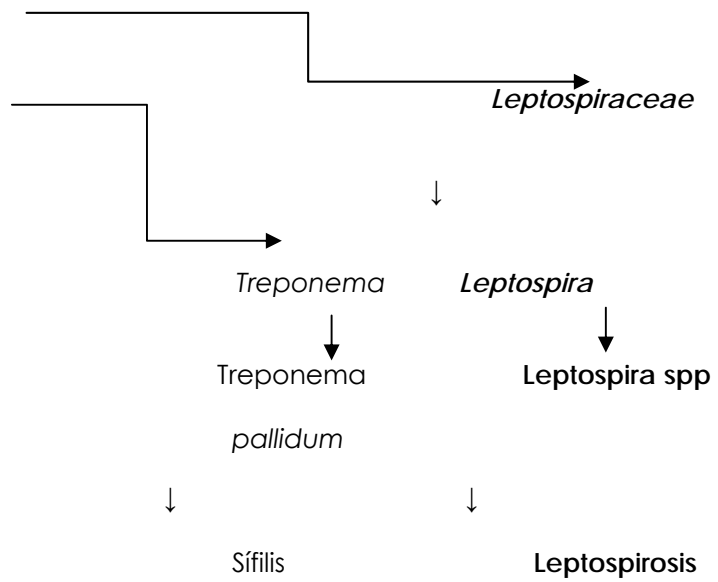 Leptospiraceae
↓
Treponema Leptospira
Treponema Leptospira spp
pallidum
↓ ↓
Sífilis Leptospirosis